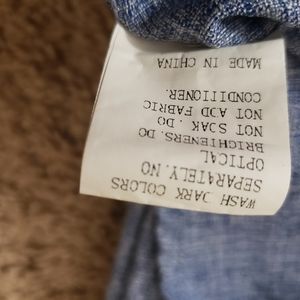 WASH DARK COLORS
SEPARATELY. NO
OPTICAL
BRIGHTENERS. DO
NOT SOAK . DO
NOT ADD FABRIC
CONDITIONER.
MADE IN CHINA